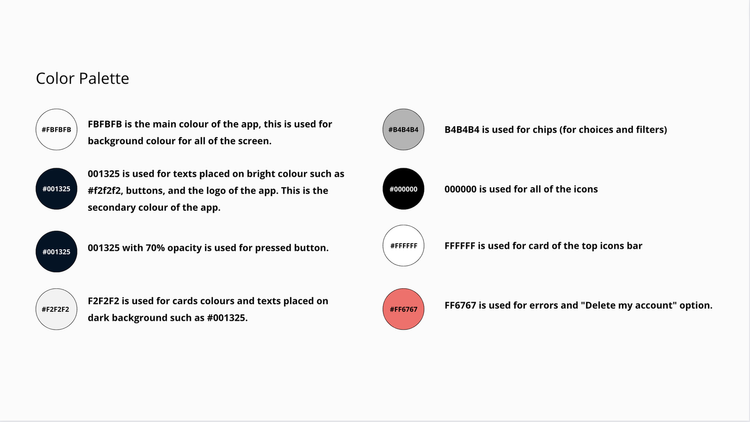 Color Palette
#FBFBFB
FBFBFB is the main colour of the app, this is used for
background colour for all of the screen.
#001325
001325 is used for texts placed on bright colour such as
#f2f2f2, buttons, and the logo of the app. This is the
secondary colour of the app.
#001325
001325 with 70% opacity is used for pressed button.
#F2F2F2
F2F2F2 is used for cards colours and texts placed on
dark background such as #001325.
#B4B4B4
B4B4B4 is used for chips (for choices and filters)
#000000
000000 is used for all of the icons
#FFFFFF
FFFFFF is used for card of the top icons bar
#FF6767
FF6767 is used for errors and "Delete my account" option.